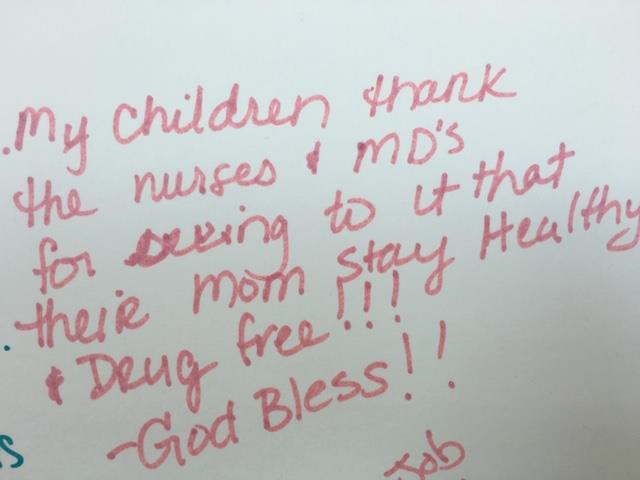 My children thank
the nurses & MD's
for seeing to it that
their mom stay Healthy
& Drug free!!!
-God Bless!!
Job
s